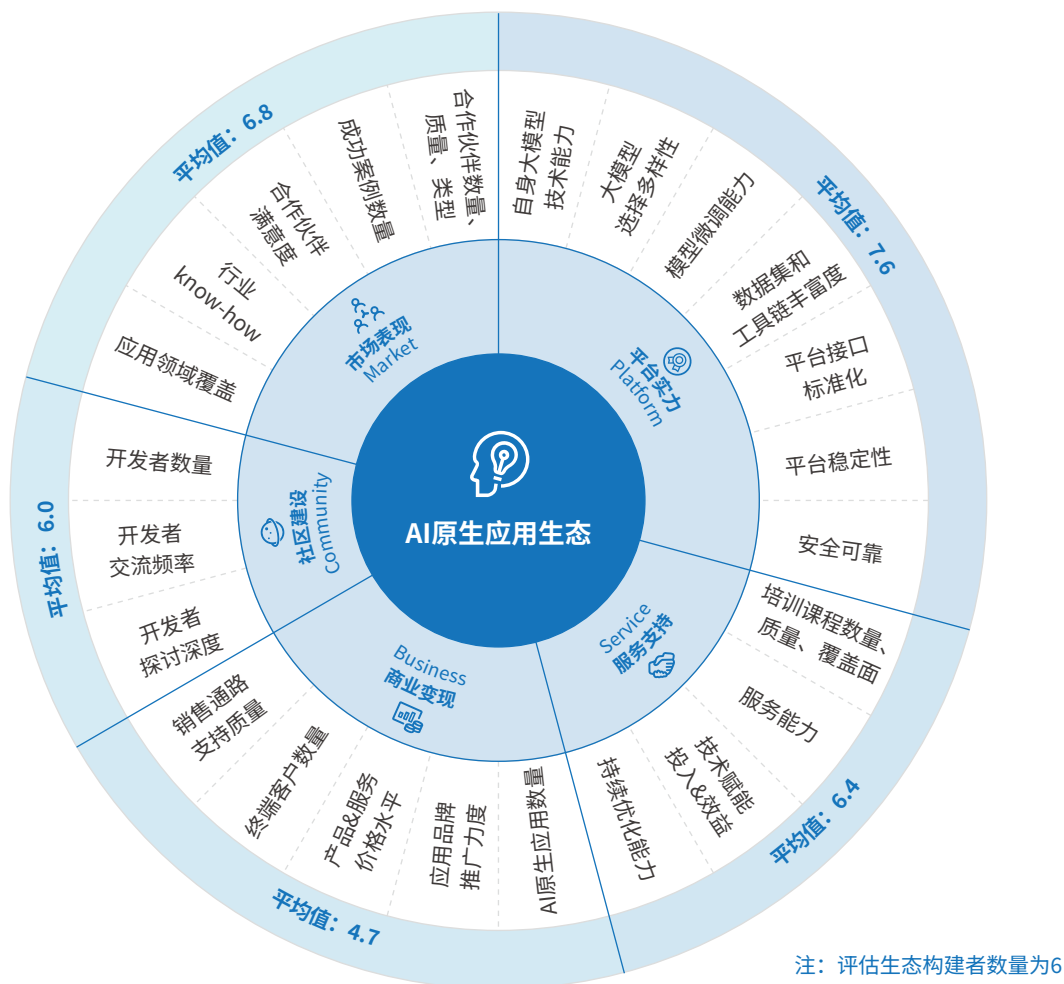 AI原生应用生态
平台实力
Platform
平均值：7.6
自身大模型
技术能力
大模型
选择多样性
模型微调能力
数据集和
工具链丰富度
平台接口
标准化
平台稳定性
安全可靠
Service
服务支持
平均值：6.4
培训课程数量、
质量、覆盖面
服务能力
技术赋能
投入&效益
持续优化能力
Business
商业变现
平均值：4.7
AI原生应用数量
应用品牌
推广力度
产品&服务
价格水平
终端客户数量
销售通路
支持质量
社区建设
Community
平均值：6.0
开发者
探讨深度
开发者
交流频率
开发者数量
市场表现
Market
平均值：6.8
应用领域覆盖
行业
know-how
合作伙伴
满意度
成功案例数量
合作伙伴数量、
质量、类型
注：评估生态构建者数量为6